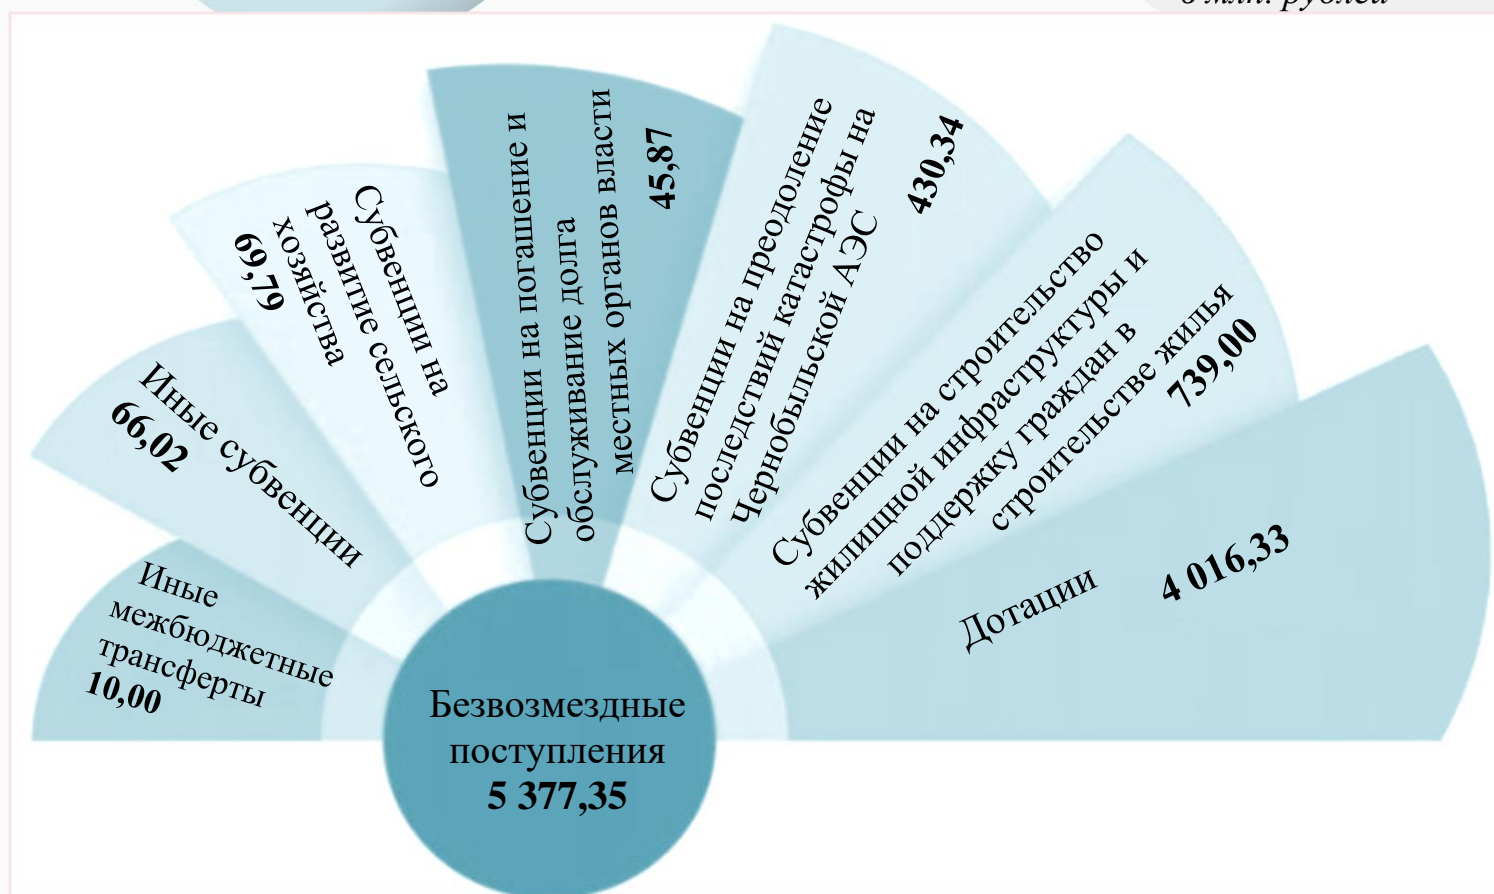 в млн. рублей
Иные
межбюджетные
трансферты
10,00
Иные субвенции
66,02
Субвенции на
развитие сельского
хозяйства
69,79
Субвенции на погашение и
обслуживание долга
местных органов власти
45,87
Субвенции на преодоление
последствий катастрофы на
Чернобыльской АЭС
430,34
Субвенции на строительство
жилищной инфраструктуры и
поддержку граждан в
строительстве жилья
739,00
Дотации 4 016,33
Безвозмездные
поступления
5 377,35